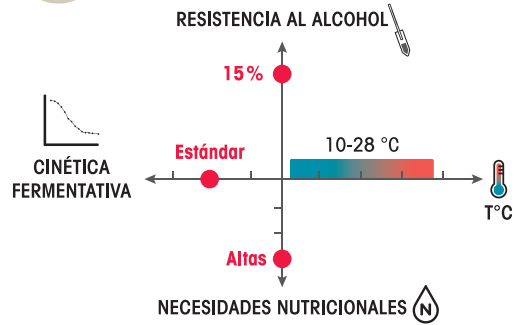 RESISTENCIA AL ALCOHOL
15%
Estándar
10-28 °C
CINÉTICA
FERMENTATIVA
T°C
Altas
NECESIDADES NUTRICIONALES
N